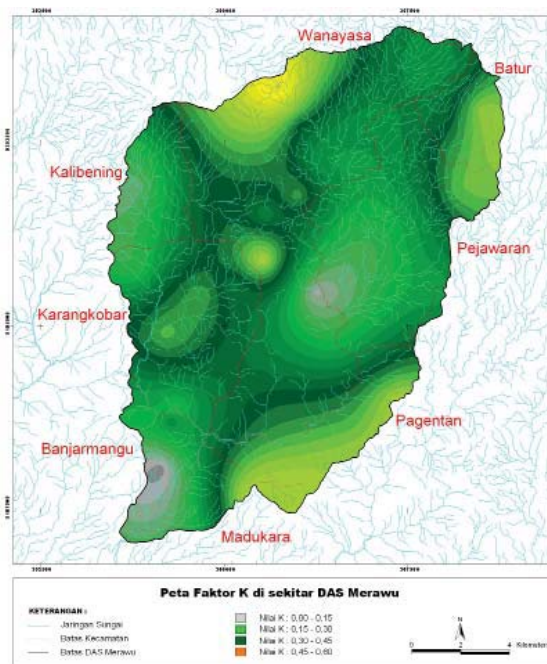 Wanayasa
Batur
Kalibening
Pejawaran
Karangkobar
Pagentan
Banjarmangu
Madukara
Peta Faktor K di sekitar DAS Merawu
KETERANGAN :
Jaringan Sungai
Batas Kecamatan
Batas DAS Merawu
Nilai K : 0,00 - 0,15
Nilai K : 0,15 - 0,30
Nilai K : 0,30 - 0,45
Nilai K : 0,45 - 0,60
N
0 2 4 Kilometer